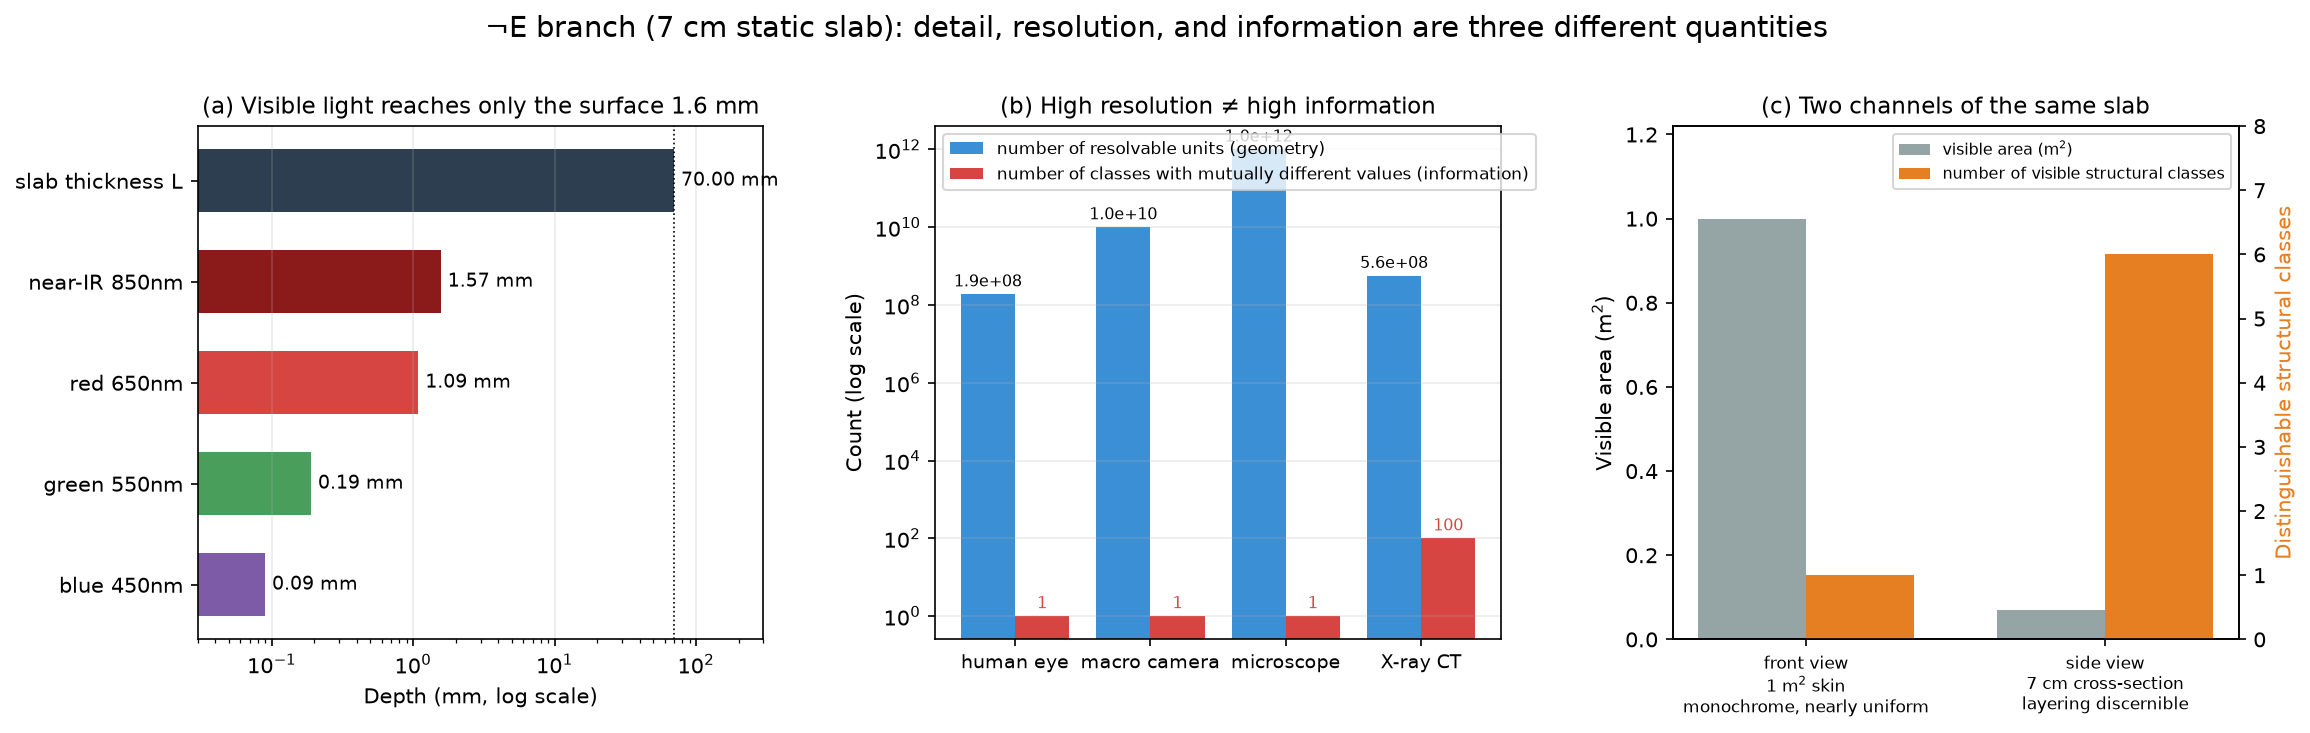 ¬E branch (7 cm static slab): detail, resolution, and information are three different quantities
(a) Visible light reaches only the surface 1.6 mm
slab thickness L
near-IR 850nm
red 650nm
green 550nm
blue 450nm
70.00 mm
1.57 mm
1.09 mm
0.19 mm
0.09 mm
10⁻¹
10⁰
10¹
10²
Depth (mm, log scale)
(b) High resolution ≠ high information
Count (log scale)
10¹²
10¹⁰
10⁸
10⁶
10⁴
10²
10⁰
number of resolvable units (geometry)
number of classes with mutually different values (information)
1.9e+08
1.0e+10
1.0e+12
5.6e+08
1
1
1
100
human eye
macro camera
microscope
X-ray CT
(c) Two channels of the same slab
Visible area (m²)
1.2
1.0
0.8
0.6
0.4
0.2
0.0
visible area (m²)
number of visible structural classes
8
7
6
5
4
3
2
1
0
Distinguishable structural classes
front view
1 m² skin
monochrome, nearly uniform
side view
7 cm cross-section
layering discernible